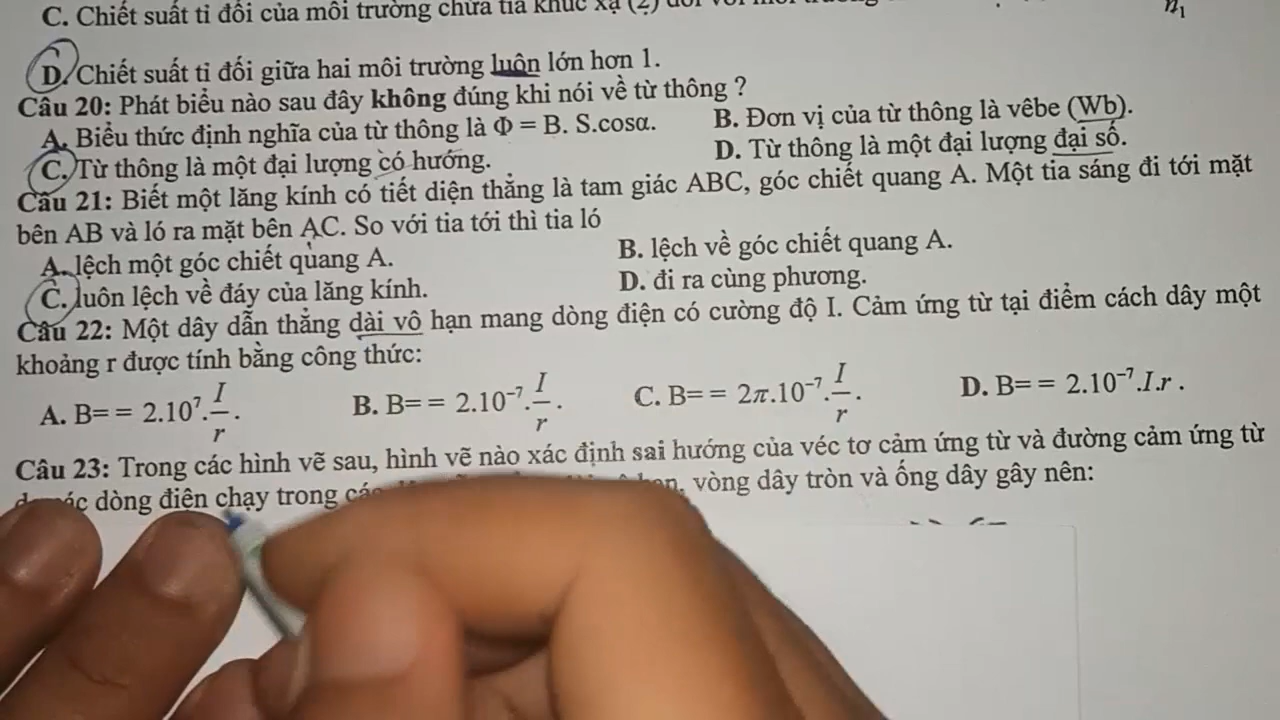 C. Chiết suất tỉ đối của môi trường chứa tia khúc xạ (2)
n₁
D. Chiết suất tỉ đối giữa hai môi trường luôn lớn hơn 1.
Câu 20: Phát biểu nào sau đây không đúng khi nói về từ thông ?
A. Biểu thức định nghĩa của từ thông là Φ = B. S.cosα. B. Đơn vị của từ thông là vêbe (Wb).
C. Từ thông là một đại lượng có hướng. D. Từ thông là một đại lượng đại số.
Câu 21: Biết một lăng kính có tiết diện thẳng là tam giác ABC, góc chiết quang A. Một tia sáng đi tới mặt
bên AB và ló ra mặt bên AC. So với tia tới thì tia ló
A. lệch một góc chiết quang A. B. lệch về góc chiết quang A.
C. luôn lệch về đáy của lăng kính. D. đi ra cùng phương.
Câu 22: Một dây dẫn thẳng dài vô hạn mang dòng điện có cường độ I. Cảm ứng từ tại điểm cách dây một
khoảng r được tính bằng công thức:
A. B= = 2.10⁷.I/r. B. B= = 2.10⁻⁷.I/r. C. B= = 2π.10⁻⁷.I/r. D. B= = 2.10⁻⁷.I.r .
Câu 23: Trong các hình vẽ sau, hình vẽ nào xác định sai hướng của véc tơ cảm ứng từ và đường cảm ứng từ
dòng điện chạy trong vòng dây tròn và ống dây gây nên: